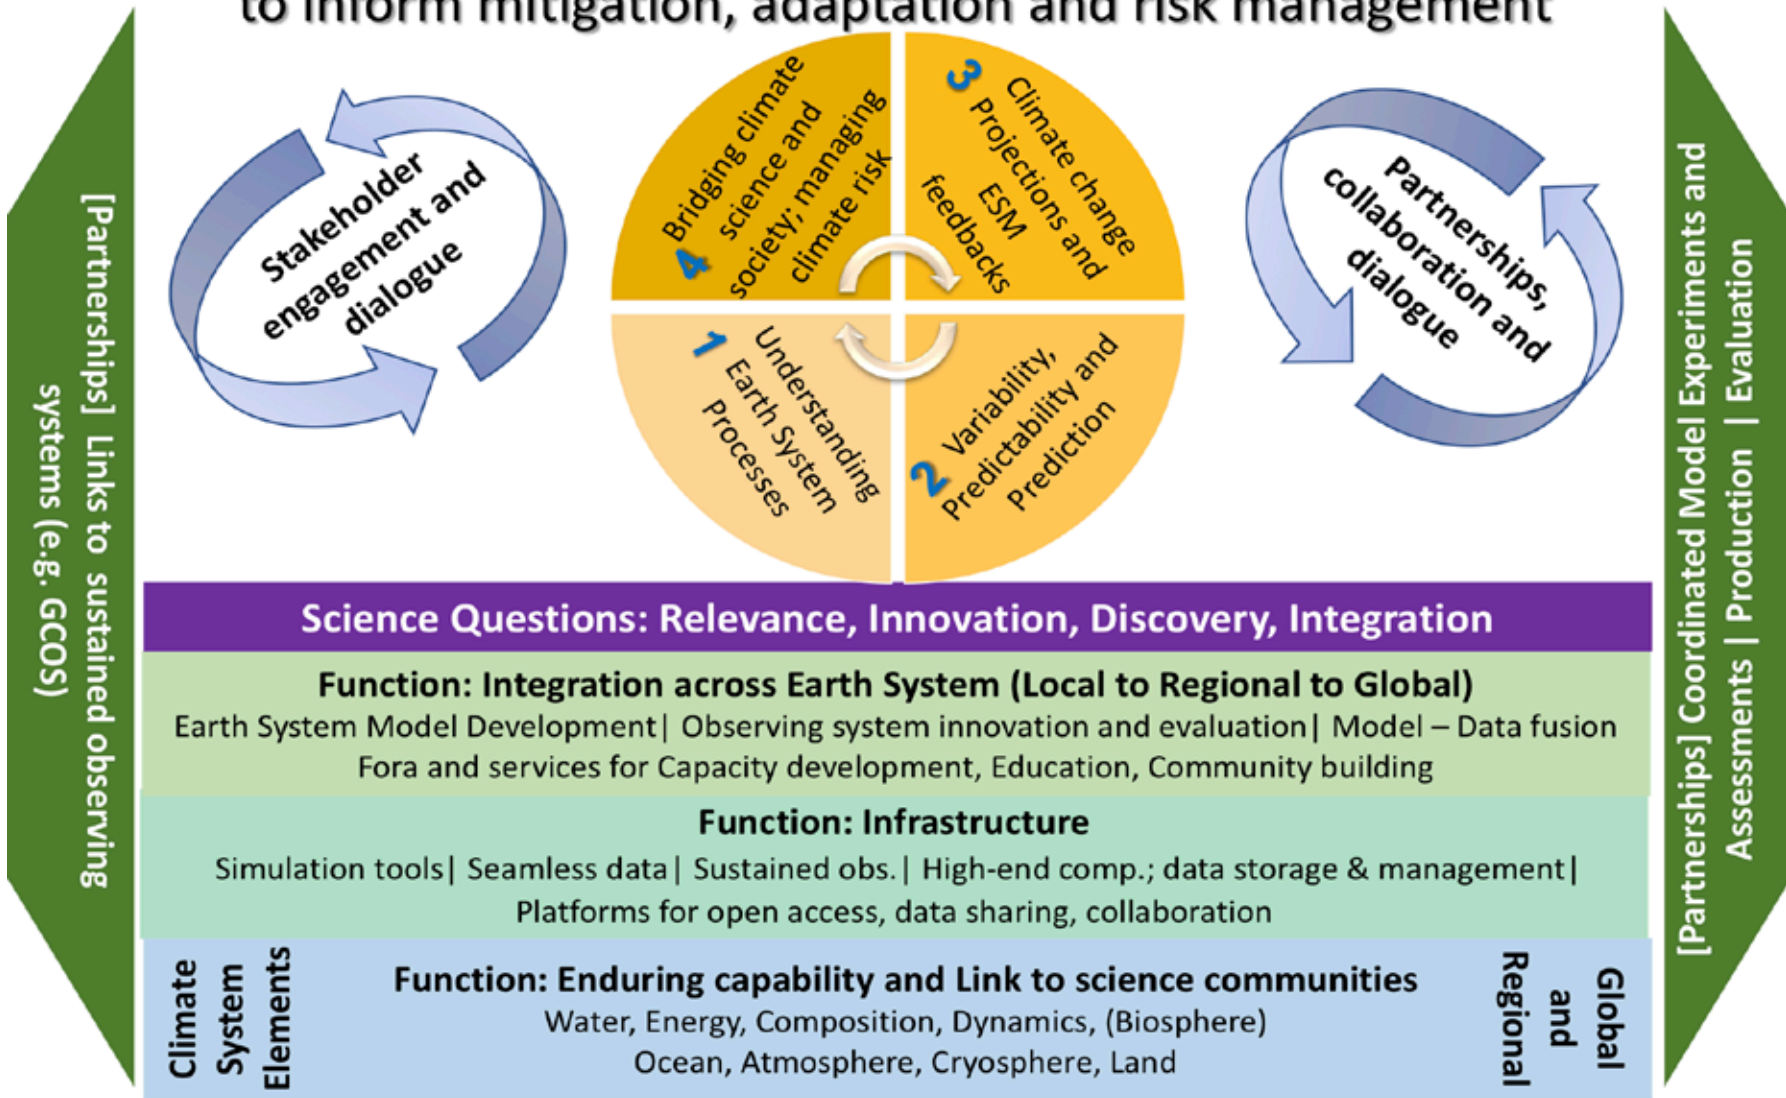 to inform mitigation, adaptation and risk management
[Partnerships] Links to sustained observing
systems (e.g. GCOS)
Stakeholder
engagement and
dialogue
4
Bridging climate
science and
society; managing
climate risk
3
Climate change
Projections and
ESM
feedbacks
1
Understanding
Earth System
Processes
2
Variability,
Predictability and
Prediction
Partnerships,
collaboration and
dialogue
[Partnerships] Coordinated Model Experiments and
Assessments | Production | Evaluation
Science Questions: Relevance, Innovation, Discovery, Integration
Function: Integration across Earth System (Local to Regional to Global)
Earth System Model Development| Observing system innovation and evaluation| Model – Data fusion
Fora and services for Capacity development, Education, Community building
Function: Infrastructure
Simulation tools| Seamless data| Sustained obs.| High-end comp.; data storage & management|
Platforms for open access, data sharing, collaboration
Climate
System
Elements
Function: Enduring capability and Link to science communities
Water, Energy, Composition, Dynamics, (Biosphere)
Ocean, Atmosphere, Cryosphere, Land
Global
and
Regional